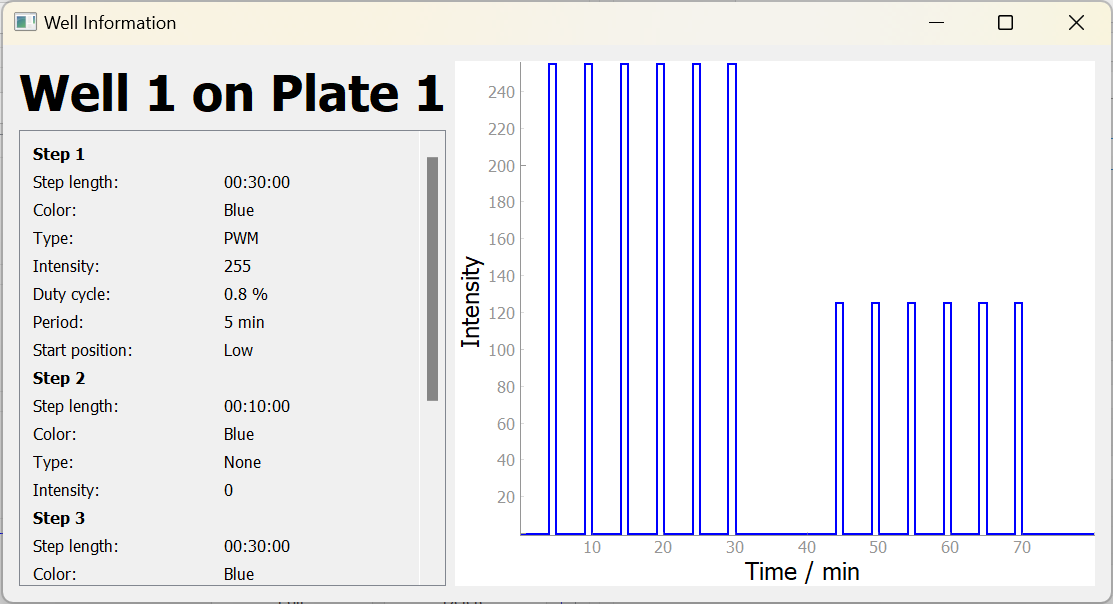 Well Information
Well 1 on Plate 1
Step 1
Step length: 00:30:00
Color: Blue
Type: PWM
Intensity: 255
Duty cycle: 0.8 %
Period: 5 min
Start position: Low
Step 2
Step length: 00:10:00
Color: Blue
Type: None
Intensity: 0
Step 3
Step length: 00:30:00
Color: Blue
Intensity
240
220
200
180
160
140
120
100
80
60
40
20
10 20 30 40 50 60 70
Time / min